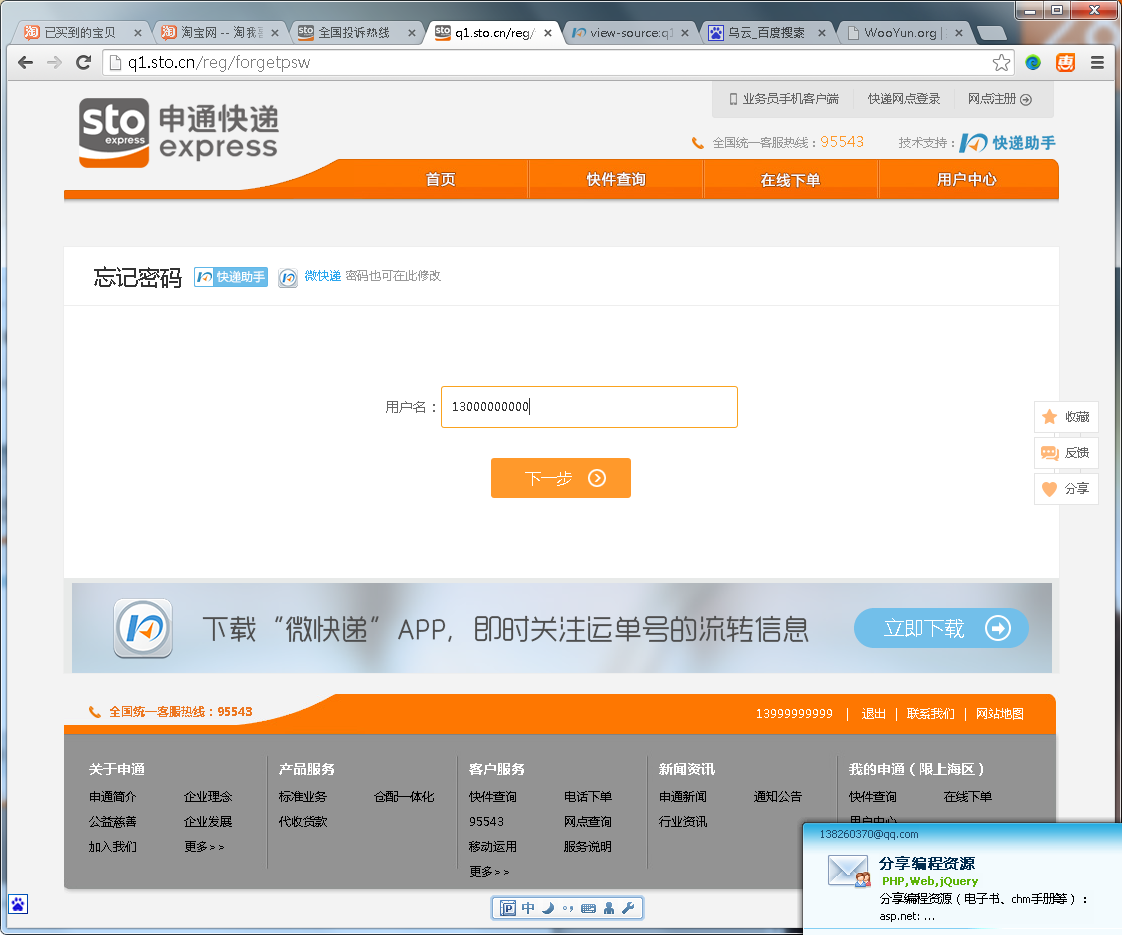 已买到的宝贝
淘宝网 -- 淘我喜
全国投诉热线
q1.sto.cn/reg/
view-source:q1
乌云_百度搜索
WooYun.org |
q1.sto.cn/reg/forgetpsw
sto express
申通快递
express
业务员手机客户端
快递网点登录
网点注册
全国统一客服热线：95543
技术支持：快递助手
首页
快件查询
在线下单
用户中心
忘记密码
快递助手
微快递 密码也可在此修改
用户名：13000000000
下一步
收藏
反馈
分享
下载“微快递”APP，即时关注运单号的流转信息
立即下载
全国统一客服热线：95543
13999999999 | 退出 | 联系我们 | 网站地图
关于申通
产品服务
客户服务
新闻资讯
我的申通（限上海区）
申通简介 企业理念 标准业务 仓配一体化 快件查询 电话下单 申通新闻 通知公告 快件查询 在线下单
公益慈善 企业发展 代收货款 95543 网点查询 行业资讯 用户中心
加入我们 更多>> 移动运用 服务说明
更多>>
138260370@qq.com
分享编程资源
PHP,Web,jQuery
分享编程资源（电子书、chm手册等）：
asp.net: ...
中